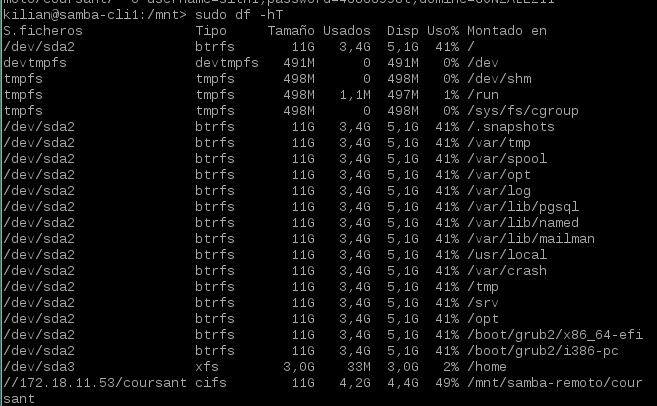 kilian@samba-cli1:/mnt> sudo df -hT
S.ficheros Tipo Tamaño Usados Disp Uso% Montado en
/dev/sda2 btrfs 11G 3,4G 5,1G 41% /
devtmpfs devtmpfs 491M 0 491M 0% /dev
tmpfs tmpfs 498M 0 498M 0% /dev/shm
tmpfs tmpfs 498M 1,1M 497M 1% /run
tmpfs tmpfs 498M 0 498M 0% /sys/fs/cgroup
/dev/sda2 btrfs 11G 3,4G 5,1G 41% /.snapshots
/dev/sda2 btrfs 11G 3,4G 5,1G 41% /var/tmp
/dev/sda2 btrfs 11G 3,4G 5,1G 41% /var/spool
/dev/sda2 btrfs 11G 3,4G 5,1G 41% /var/opt
/dev/sda2 btrfs 11G 3,4G 5,1G 41% /var/log
/dev/sda2 btrfs 11G 3,4G 5,1G 41% /var/lib/pgsql
/dev/sda2 btrfs 11G 3,4G 5,1G 41% /var/lib/named
/dev/sda2 btrfs 11G 3,4G 5,1G 41% /var/lib/mailman
/dev/sda2 btrfs 11G 3,4G 5,1G 41% /usr/local
/dev/sda2 btrfs 11G 3,4G 5,1G 41% /var/crash
/dev/sda2 btrfs 11G 3,4G 5,1G 41% /tmp
/dev/sda2 btrfs 11G 3,4G 5,1G 41% /srv
/dev/sda2 btrfs 11G 3,4G 5,1G 41% /opt
/dev/sda2 btrfs 11G 3,4G 5,1G 41% /boot/grub2/x86_64-efi
/dev/sda2 btrfs 11G 3,4G 5,1G 41% /boot/grub2/i386-pc
/dev/sda3 xfs 3,0G 33M 3,0G 2% /home
//172.18.11.53/coursant cifs 11G 4,2G 4,4G 49% /mnt/samba-remoto/cour
sant